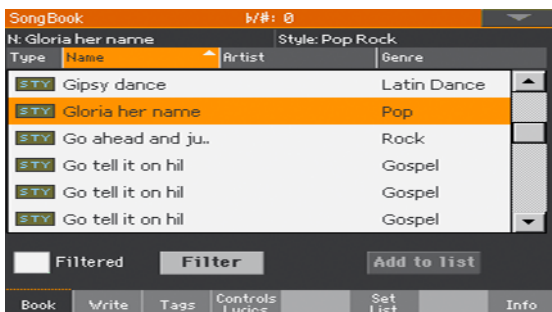 SongBook ♭/#: 0
N: Gloria her name Style: Pop Rock
Type Name Artist Genre
STY Gipsy dance Latin Dance
STY Gloria her name Pop
STY Go ahead and ju.. Rock
STY Go tell it on hil Gospel
STY Go tell it on hil Gospel
STY Go tell it on hil Gospel
Filtered Filter Add to list
Book Write Tags Controls Lyrics Set List Info